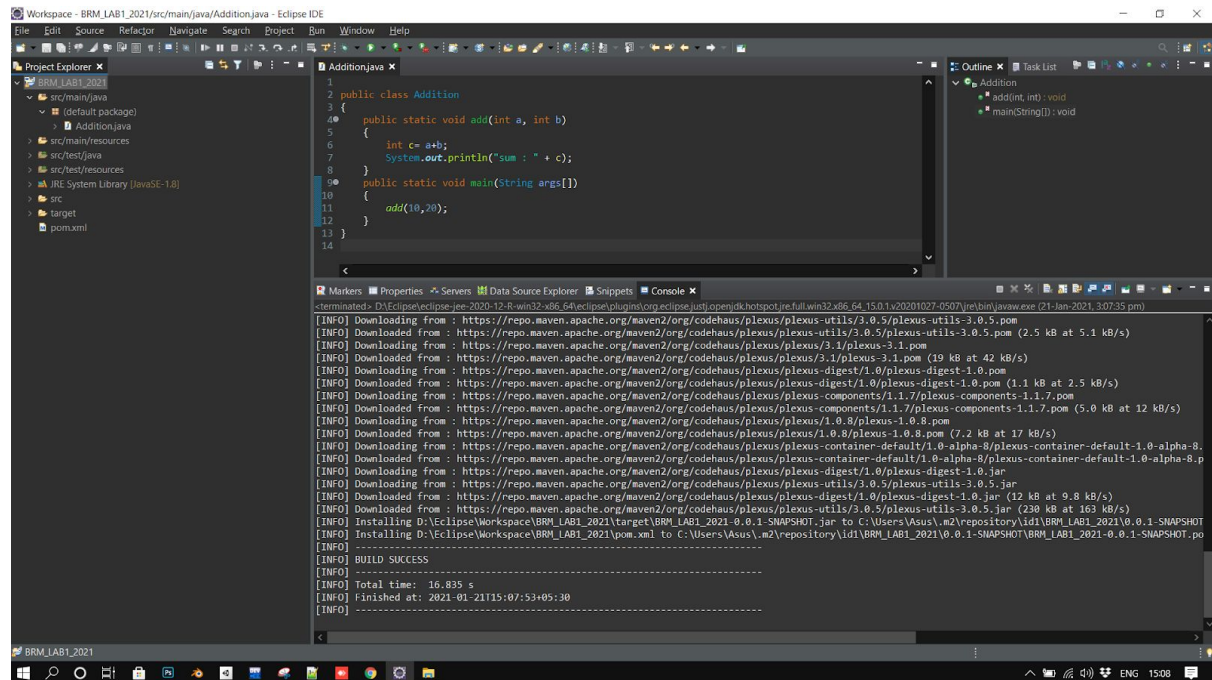 Workspace - BRM_LAB1_2021/src/main/java/Addition.java - Eclipse IDE
File Edit Source Refactor Navigate Search Project Run Window Help
Project Explorer
BRM_LAB1_2021
src/main/java
(default package)
Addition.java
src/main/resources
src/test/java
src/test/resources
JRE System Library [JavaSE-1.8]
src
target
pom.xml
Addition.java
1
2 public class Addition
3 {
4 public static void add(int a, int b)
5 {
6 int c= a+b;
7 System.out.println("sum : " + c);
8 }
9 public static void main(String args[])
10 {
11 add(10,20);
12 }
13 }
14
Outline Task List
Addition
add(int, int) : void
main(String[]) : void
Markers Properties Servers Data Source Explorer Snippets Console
<terminated> D:\Eclipse\eclipse-jee-2020-12-R-win32-x86_64\eclipse\plugins\org.eclipse.justj.openjdk.hotspot.jre.full.win32.x86_64_15.0.1.v20201027-0507\jre\bin\javaw.exe (21-Jan-2021, 3:07:35 pm)
[INFO] Downloading from : https://repo.maven.apache.org/maven2/org/codehaus/plexus/plexus-utils/3.0.5/plexus-utils-3.0.5.pom
[INFO] Downloaded from : https://repo.maven.apache.org/maven2/org/codehaus/plexus/plexus-utils/3.0.5/plexus-utils-3.0.5.pom (2.5 kB at 5.1 kB/s)
[INFO] Downloading from : https://repo.maven.apache.org/maven2/org/codehaus/plexus/plexus/3.1/plexus-3.1.pom
[INFO] Downloaded from : https://repo.maven.apache.org/maven2/org/codehaus/plexus/plexus/3.1/plexus-3.1.pom (19 kB at 42 kB/s)
[INFO] Downloading from : https://repo.maven.apache.org/maven2/org/codehaus/plexus/plexus-digest/1.0/plexus-digest-1.0.pom
[INFO] Downloaded from : https://repo.maven.apache.org/maven2/org/codehaus/plexus/plexus-digest/1.0/plexus-digest-1.0.pom (1.1 kB at 2.5 kB/s)
[INFO] Downloading from : https://repo.maven.apache.org/maven2/org/codehaus/plexus/plexus-components/1.1.7/plexus-components-1.1.7.pom
[INFO] Downloaded from : https://repo.maven.apache.org/maven2/org/codehaus/plexus/plexus-components/1.1.7/plexus-components-1.1.7.pom (5.0 kB at 12 kB/s)
[INFO] Downloading from : https://repo.maven.apache.org/maven2/org/codehaus/plexus/plexus/1.0.8/plexus-1.0.8.pom
[INFO] Downloaded from : https://repo.maven.apache.org/maven2/org/codehaus/plexus/plexus/1.0.8/plexus-1.0.8.pom (7.2 kB at 17 kB/s)
[INFO] Downloading from : https://repo.maven.apache.org/maven2/org/codehaus/plexus/plexus-container-default/1.0-alpha-8/plexus-container-default-1.0-alpha-8.
[INFO] Downloaded from : https://repo.maven.apache.org/maven2/org/codehaus/plexus/plexus-container-default/1.0-alpha-8/plexus-container-default-1.0-alpha-8.p
[INFO] Downloading from : https://repo.maven.apache.org/maven2/org/codehaus/plexus/plexus-digest/1.0/plexus-digest-1.0.jar
[INFO] Downloading from : https://repo.maven.apache.org/maven2/org/codehaus/plexus/plexus-utils/3.0.5/plexus-utils-3.0.5.jar
[INFO] Downloaded from : https://repo.maven.apache.org/maven2/org/codehaus/plexus/plexus-digest/1.0/plexus-digest-1.0.jar (12 kB at 9.8 kB/s)
[INFO] Downloaded from : https://repo.maven.apache.org/maven2/org/codehaus/plexus/plexus-utils/3.0.5/plexus-utils-3.0.5.jar (230 kB at 163 kB/s)
[INFO] Installing D:\Eclipse\Workspace\BRM_LAB1_2021\target\BRM_LAB1_2021-0.0.1-SNAPSHOT.jar to C:\Users\Asus\.m2\repository\id1\BRM_LAB1_2021\0.0.1-SNAPSHOT
[INFO] Installing D:\Eclipse\Workspace\BRM_LAB1_2021\pom.xml to C:\Users\Asus\.m2\repository\id1\BRM_LAB1_2021\0.0.1-SNAPSHOT\BRM_LAB1_2021-0.0.1-SNAPSHOT.po
[INFO] ------------------------------------------------------------------------
[INFO] BUILD SUCCESS
[INFO] ------------------------------------------------------------------------
[INFO] Total time:  16.835 s
[INFO] Finished at: 2021-01-21T15:07:53+05:30
[INFO] ------------------------------------------------------------------------
BRM_LAB1_2021
Ps
ENG 15:08